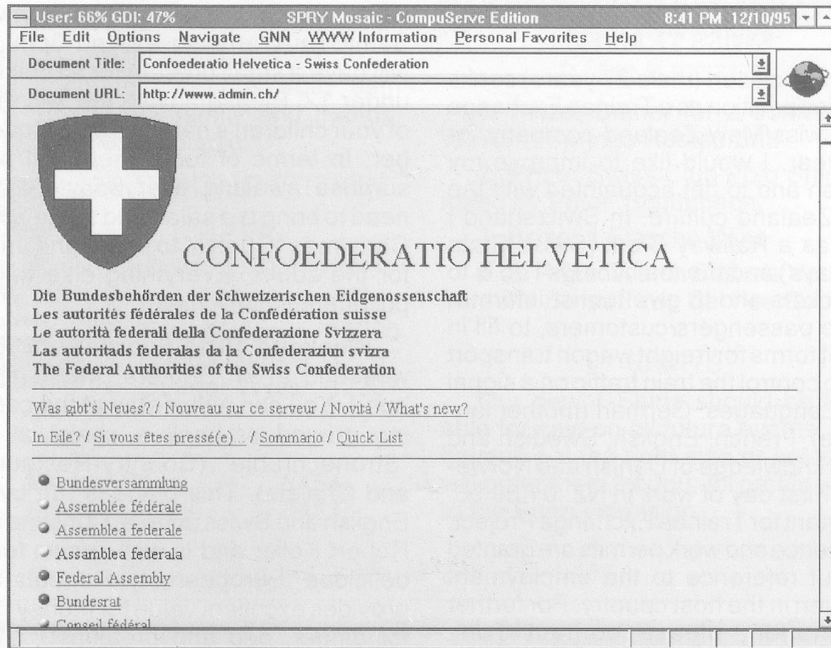 User: 66% GDI: 47% SPRY Mosaic - CompuServe Edition 8:41 PM 12/10/95
File Edit Options Navigate GNN WWW Information Personal Favorites Help
Document Title: Confoederatio Helvetica - Swiss Confederation
Document URL: http://www.admin.ch/
CONFOEDERATIO HELVETICA
Die Bundesbehörden der Schweizerischen Eidgenossenschaft
Les autorités fédérales de la Confédération suisse
Le autorità federali della Confederazione Svizzera
Las autoritads federalas da la Confederaziun svizra
The Federal Authorities of the Swiss Confederation
Was gibt's Neues? / Nouveau sur ce serveur / Novità / What's new?
In Eile? / Si vous êtes pressé(e)... / Sommario / Quick List
Bundesversammlung
Assemblée fédérale
Assemblea federale
Assamblea federala
Federal Assembly
Bundesrat
Conseil fédéral